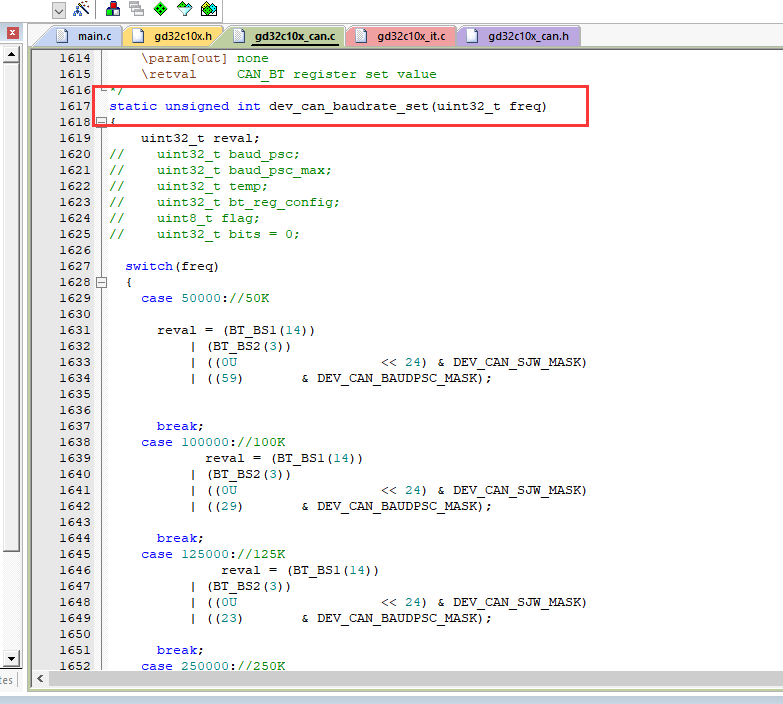 main.c gd32c10x.h gd32c10x_can.c gd32c10x_it.c gd32c10x_can.h
1614 \param[out] none
1615 \retval CAN_BT register set value
1616 */
1617 static unsigned int dev_can_baudrate_set(uint32_t freq)
1618 {
1619 uint32_t reval;
1620 // uint32_t baud_psc;
1621 // uint32_t baud_psc_max;
1622 // uint32_t temp;
1623 // uint32_t bt_reg_config;
1624 // uint8_t flag;
1625 // uint32_t bits = 0;
1626
1627 switch(freq)
1628 {
1629 case 50000://50K
1630
1631 reval = (BT_BS1(14))
1632 | (BT_BS2(3))
1633 | ((0U << 24) & DEV_CAN_SJW_MASK)
1634 | ((59) & DEV_CAN_BAUDPSC_MASK);
1635
1636
1637 break;
1638 case 100000://100K
1639 reval = (BT_BS1(14))
1640 | (BT_BS2(3))
1641 | ((0U << 24) & DEV_CAN_SJW_MASK)
1642 | ((29) & DEV_CAN_BAUDPSC_MASK);
1643
1644 break;
1645 case 125000://125K
1646 reval = (BT_BS1(14))
1647 | (BT_BS2(3))
1648 | ((0U << 24) & DEV_CAN_SJW_MASK)
1649 | ((23) & DEV_CAN_BAUDPSC_MASK);
1650
1651 break;
1652 case 250000://250K
tes